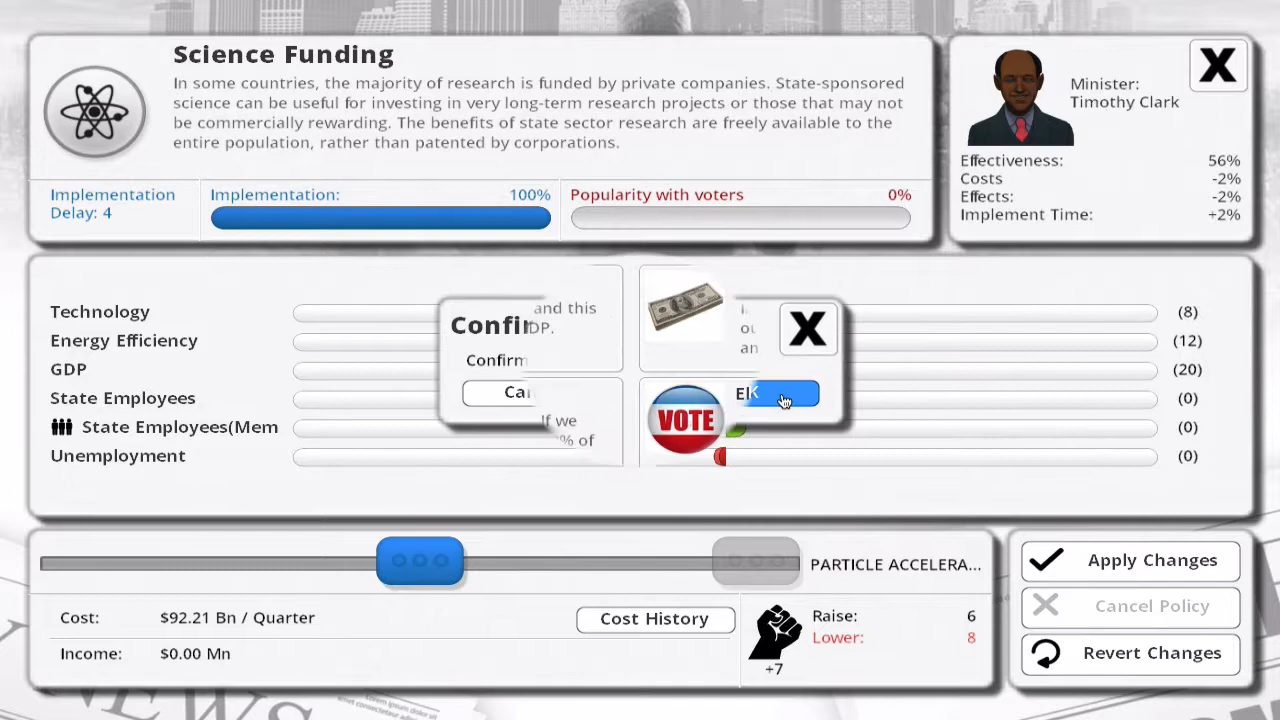 Science Funding
In some countries, the majority of research is funded by private companies. State-sponsored
science can be useful for investing in very long-term research projects or those that may not
be commercially rewarding. The benefits of state sector research are freely available to the
entire population, rather than patented by corporations.
Implementation
Delay: 4
Implementation: 100%
Popularity with voters 0%
Minister:
Timothy Clark
X
Effectiveness: 56%
Costs -2%
Effects: -2%
Implement Time: +2%
Technology (8)
Energy Efficiency (12)
GDP (20)
State Employees (0)
State Employees(Mem (0)
Unemployment (0)
and this
DP.
Confirm
X
VOTE
If we
% of
PARTICLE ACCELERA...
Cost: $92.21 Bn / Quarter
Cost History
Income: $0.00 Mn
Raise: 6
Lower: 8
+7
Apply Changes
Cancel Policy
Revert Changes
NEWS